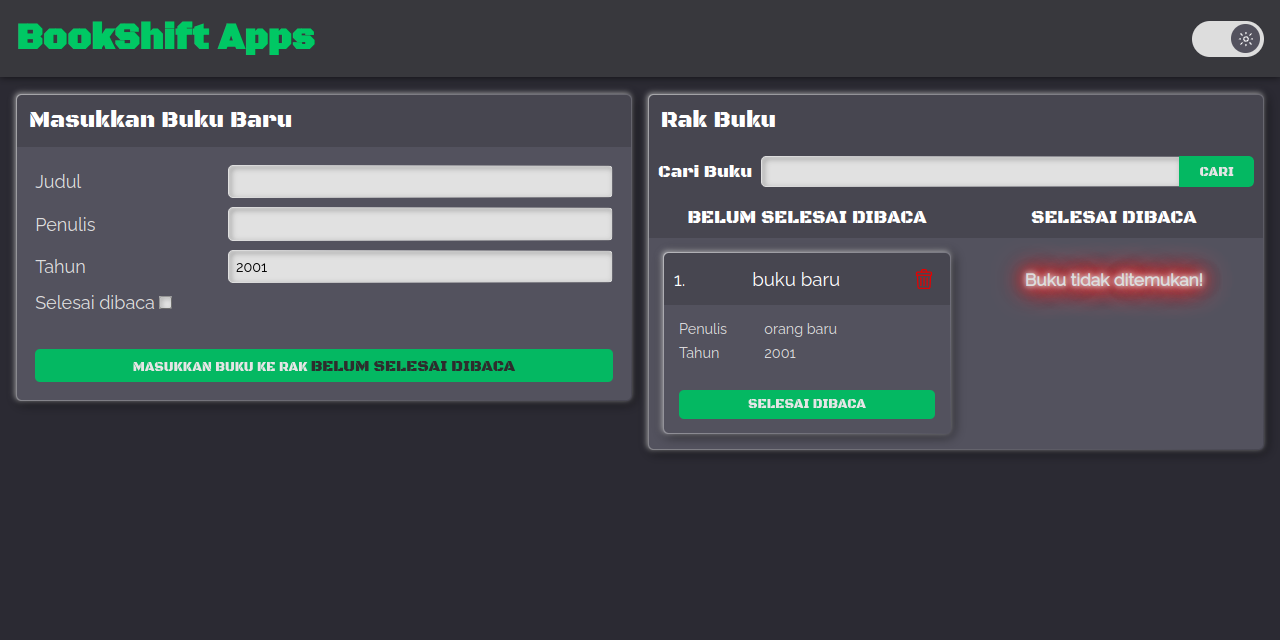 BookShift Apps
Masukkan Buku Baru
Judul
Penulis
Tahun 2001
Selesai dibaca
MASUKKAN BUKU KE RAK BELUM SELESAI DIBACA
Rak Buku
Cari Buku CARI
BELUM SELESAI DIBACA SELESAI DIBACA
1. buku baru
Penulis orang baru
Tahun 2001
SELESAI DIBACA
Buku tidak ditemukan!